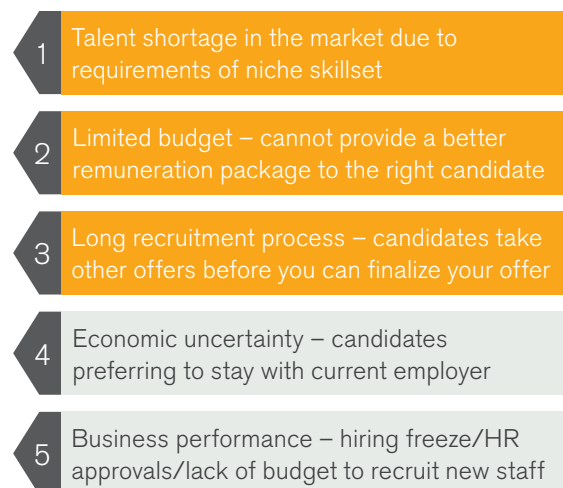 1
Talent shortage in the market due to
requirements of niche skillset
2
Limited budget – cannot provide a better
remuneration package to the right candidate
3
Long recruitment process – candidates take
other offers before you can finalize your offer
4
Economic uncertainty – candidates
preferring to stay with current employer
5
Business performance – hiring freeze/HR
approvals/lack of budget to recruit new staff